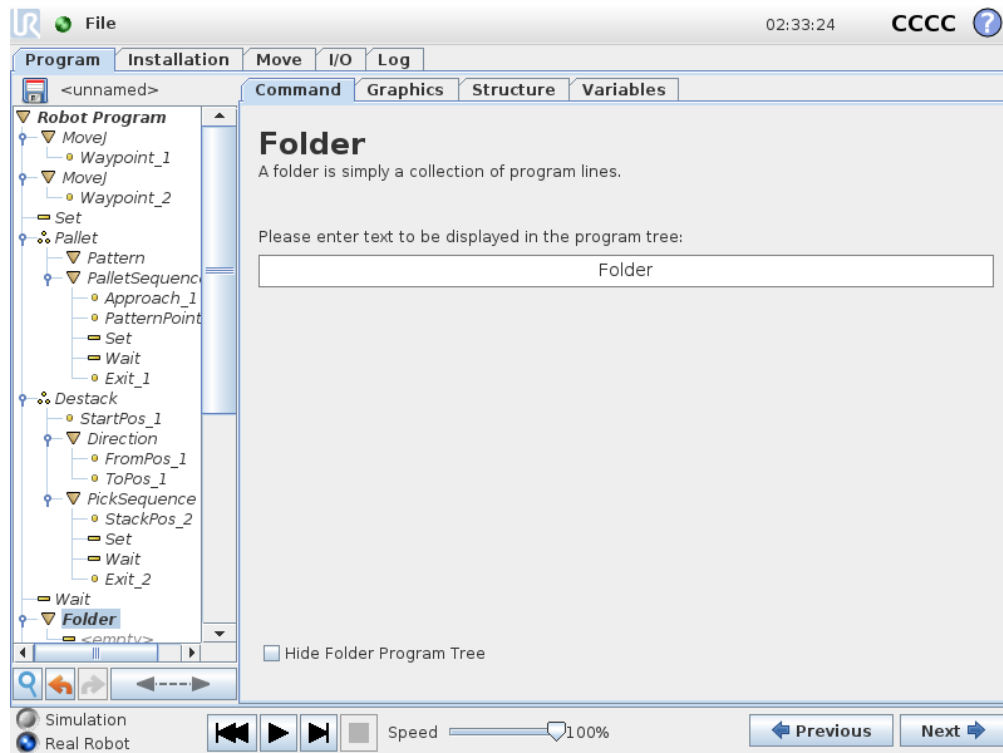 UR File 02:33:24 CCCC ?
Program Installation Move I/O Log
<unnamed> Command Graphics Structure Variables
Robot Program
MoveJ
Waypoint_1
MoveJ
Waypoint_2
Set
Pallet
Pattern
PalletSequenc
Approach_1
PatternPoint
Set
Wait
Exit_1
Destack
StartPos_1
Direction
FromPos_1
ToPos_1
PickSequence
StackPos_2
Set
Wait
Exit_2
Wait
Folder
<empty>
Folder
A folder is simply a collection of program lines.
Please enter text to be displayed in the program tree:
Folder
Hide Folder Program Tree
Simulation
Real Robot
Speed 100%
Previous Next